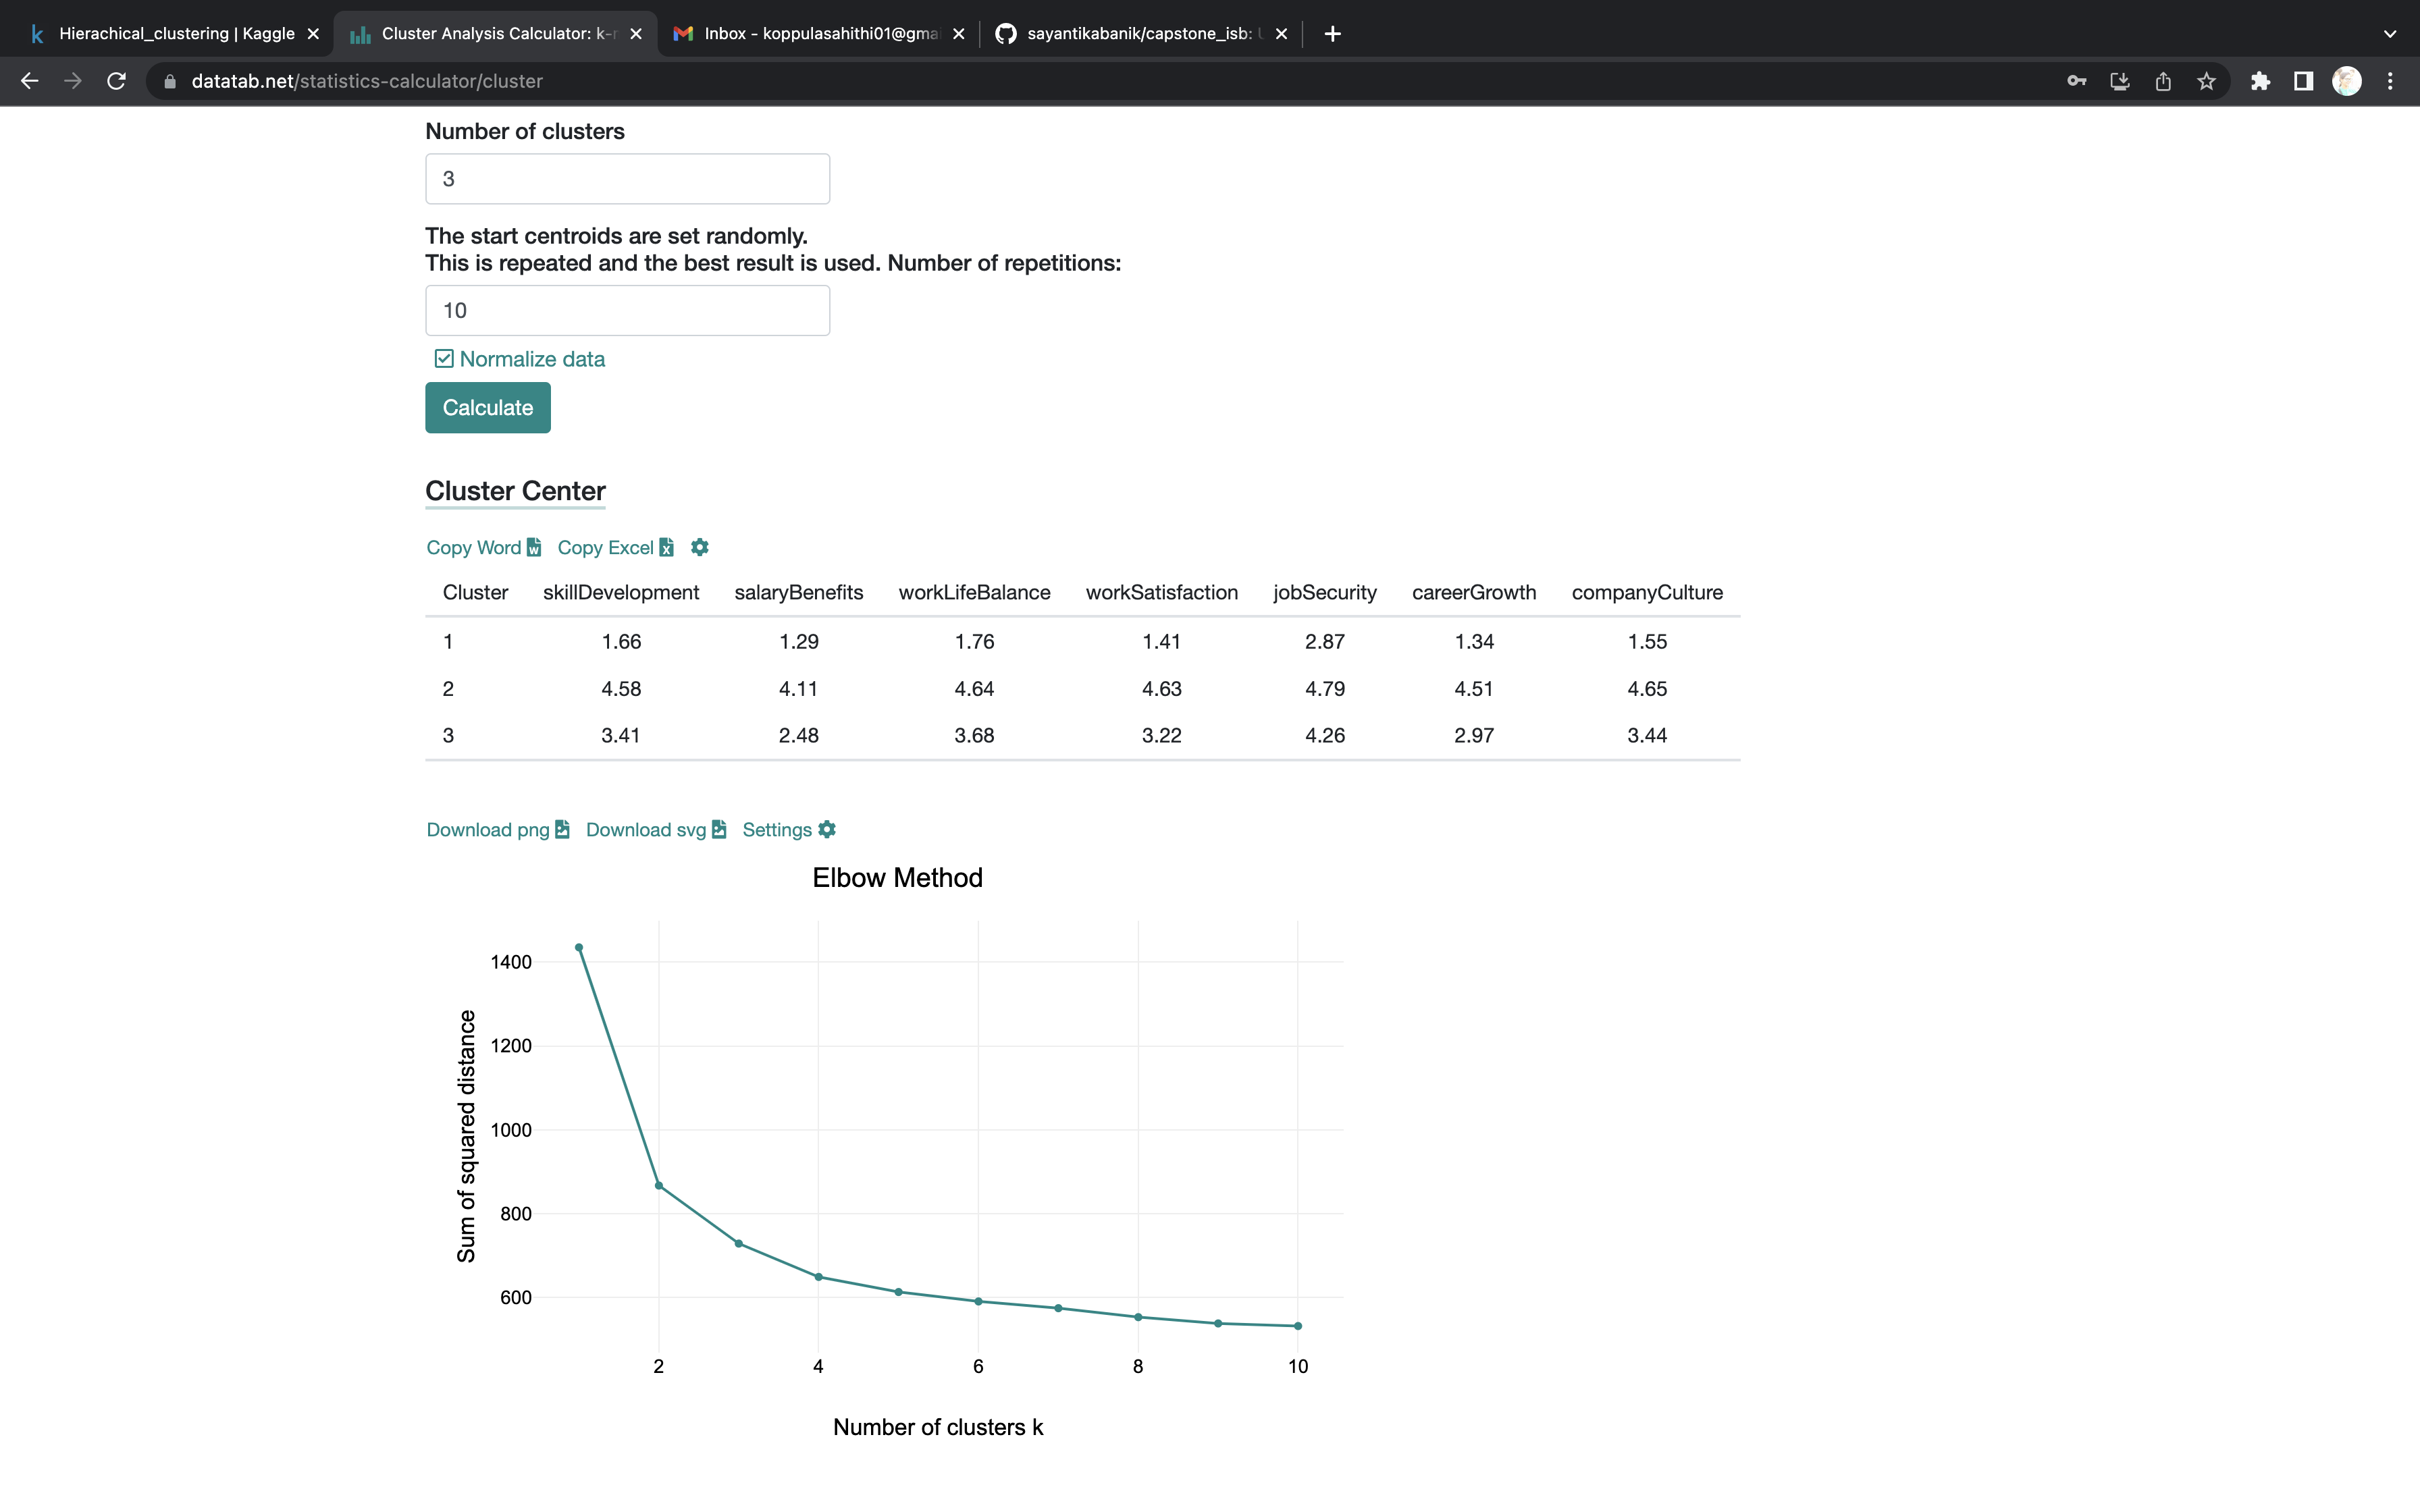 Hierachical_clustering | Kaggle
Cluster Analysis Calculator: k-
Inbox - koppulasahithi01@gma
sayantikabanik/capstone_isb:
datatab.net/statistics-calculator/cluster
Number of clusters
3
The start centroids are set randomly.
This is repeated and the best result is used. Number of repetitions:
10
Normalize data
Calculate
Cluster Center
Copy Word Copy Excel
Cluster skillDevelopment salaryBenefits workLifeBalance workSatisfaction jobSecurity careerGrowth companyCulture
1 1.66 1.29 1.76 1.41 2.87 1.34 1.55
2 4.58 4.11 4.64 4.63 4.79 4.51 4.65
3 3.41 2.48 3.68 3.22 4.26 2.97 3.44
Download png Download svg Settings
Elbow Method
Sum of squared distance
1400
1200
1000
800
600
2 4 6 8 10
Number of clusters k